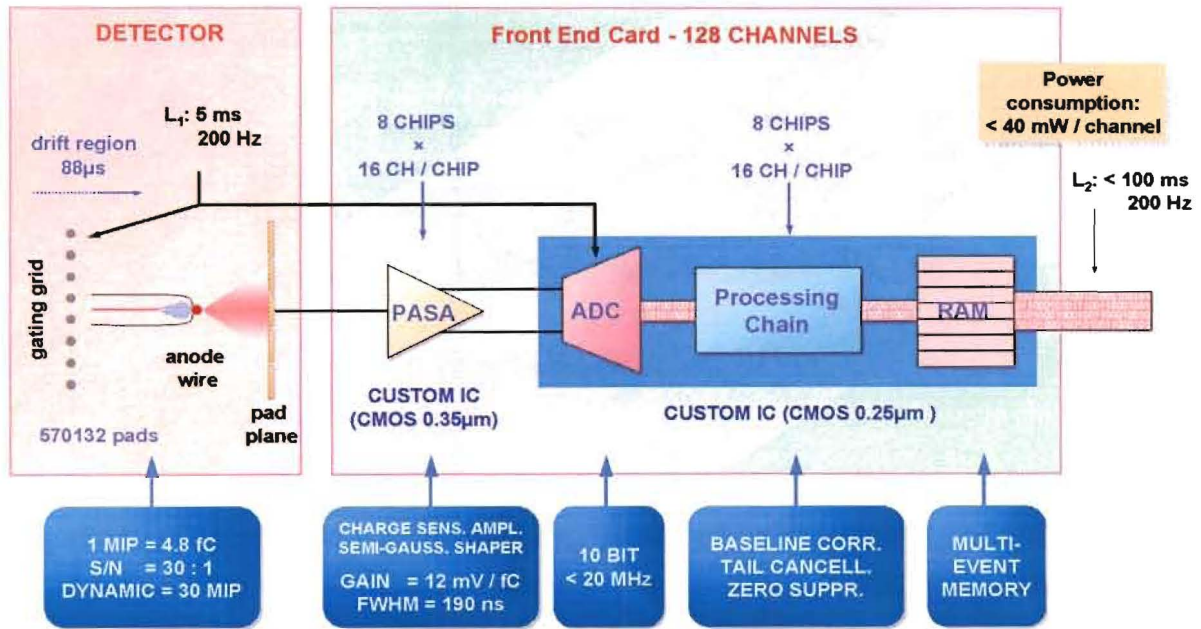 DETECTOR
Front End Card - 128 CHANNELS
L1: 5 ms
200 Hz
drift region
88µs
gating grid
anode
wire
pad
plane
570132 pads
8 CHIPS
×
16 CH / CHIP
8 CHIPS
×
16 CH / CHIP
Power
consumption:
< 40 mW / channel
L2: < 100 ms
200 Hz
PASA
ADC
Processing
Chain
RAM
CUSTOM IC
(CMOS 0.35µm)
CUSTOM IC (CMOS 0.25µm )
1 MIP = 4.8 fC
S/N = 30 : 1
DYNAMIC = 30 MIP
CHARGE SENS. AMPL.
SEMI-GAUSS. SHAPER
GAIN = 12 mV / fC
FWHM = 190 ns
10 BIT
< 20 MHz
BASELINE CORR.
TAIL CANCELL.
ZERO SUPPR.
MULTI-
EVENT
MEMORY